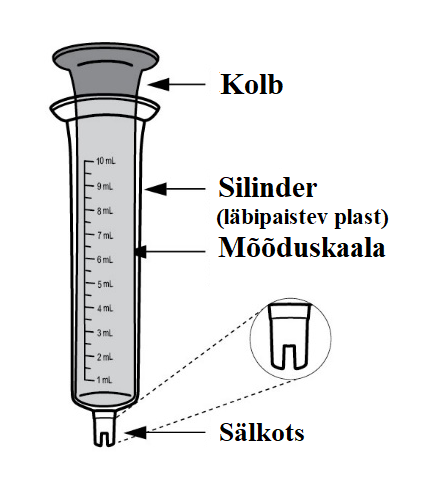 Kolb
10 mL
9 mL
Silinder
(läbipaistev plast)
8 mL
7 mL
Mõõduskaala
6 mL
5 mL
4 mL
3 mL
2 mL
1 mL
Sälkots